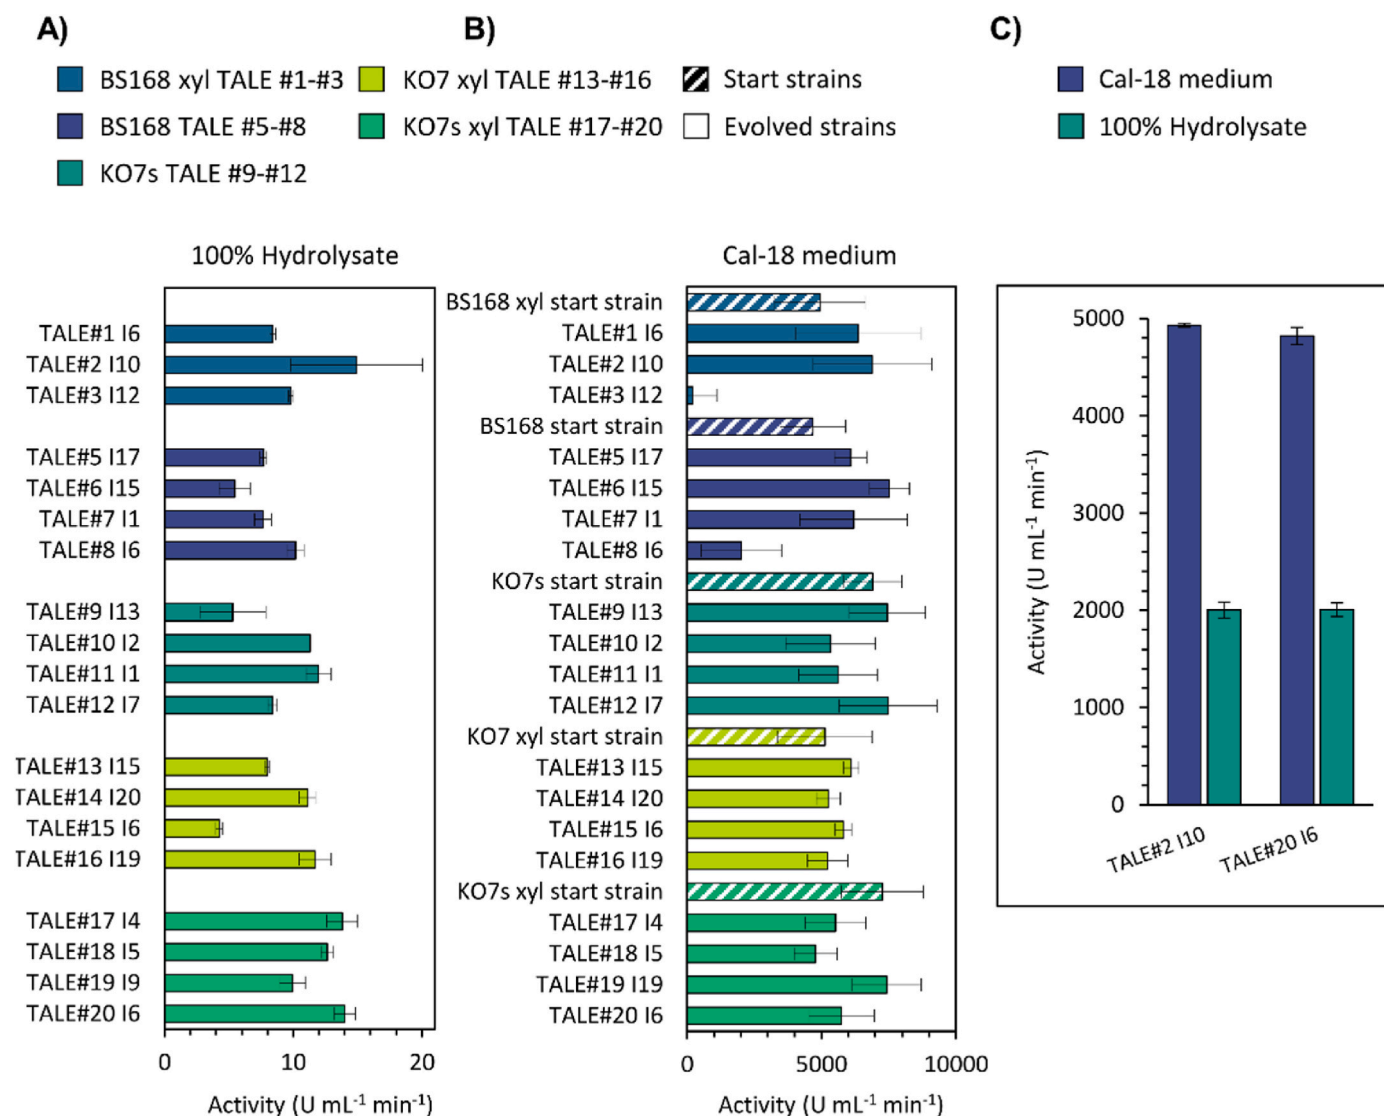 A)
BS168 xyl TALE #1-#3
BS168 TALE #5-#8
KO7s TALE #9-#12
KO7 xyl TALE #13-#16
KO7s xyl TALE #17-#20
B)
Start strains
Evolved strains
C)
Cal-18 medium
100% Hydrolysate
100% Hydrolysate
TALE#1 I6
TALE#2 I10
TALE#3 I12
TALE#5 I17
TALE#6 I15
TALE#7 I1
TALE#8 I6
TALE#9 I13
TALE#10 I2
TALE#11 I1
TALE#12 I7
TALE#13 I15
TALE#14 I20
TALE#15 I6
TALE#16 I19
TALE#17 I4
TALE#18 I5
TALE#19 I9
TALE#20 I6
0 10 20
Activity (U mL⁻¹ min⁻¹)
Cal-18 medium
BS168 xyl start strain
TALE#1 I6
TALE#2 I10
TALE#3 I12
BS168 start strain
TALE#5 I17
TALE#6 I15
TALE#7 I1
TALE#8 I6
KO7s start strain
TALE#9 I13
TALE#10 I2
TALE#11 I1
TALE#12 I7
KO7 xyl start strain
TALE#13 I15
TALE#14 I20
TALE#15 I6
TALE#16 I19
KO7s xyl start strain
TALE#17 I4
TALE#18 I5
TALE#19 I19
TALE#20 I6
0 5000 10000
Activity (U mL⁻¹ min⁻¹)
Activity (U mL⁻¹ min⁻¹)
5000
4000
3000
2000
1000
0
TALE#2 I10
TALE#20 I6